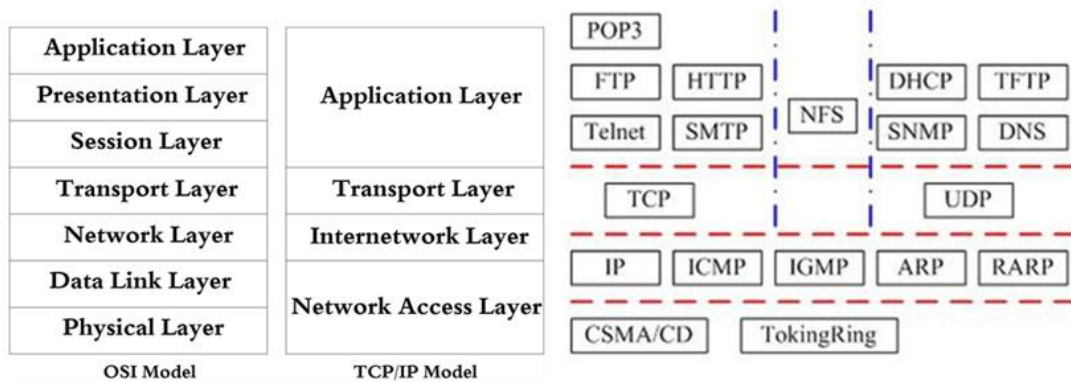 Application Layer
Presentation Layer
Session Layer
Transport Layer
Network Layer
Data Link Layer
Physical Layer
OSI Model
Application Layer
Transport Layer
Internetwork Layer
Network Access Layer
TCP/IP Model
POP3
FTP HTTP DHCP TFTP
NFS
Telnet SMTP SNMP DNS
TCP UDP
IP ICMP IGMP ARP RARP
CSMA/CD TokingRing